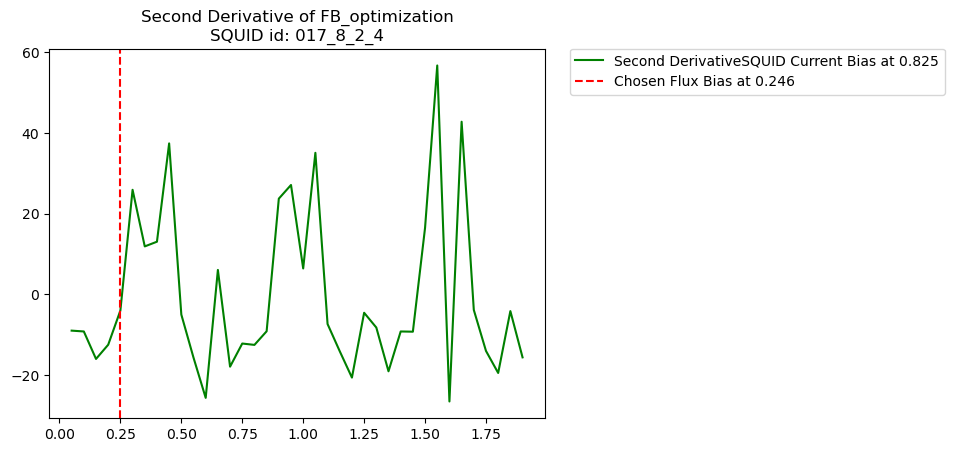 Second Derivative of FB_optimization
SQUID id: 017_8_2_4
Second DerivativeSQUID Current Bias at 0.825
Chosen Flux Bias at 0.246
60
40
20
0
−20
0.00 0.25 0.50 0.75 1.00 1.25 1.50 1.75